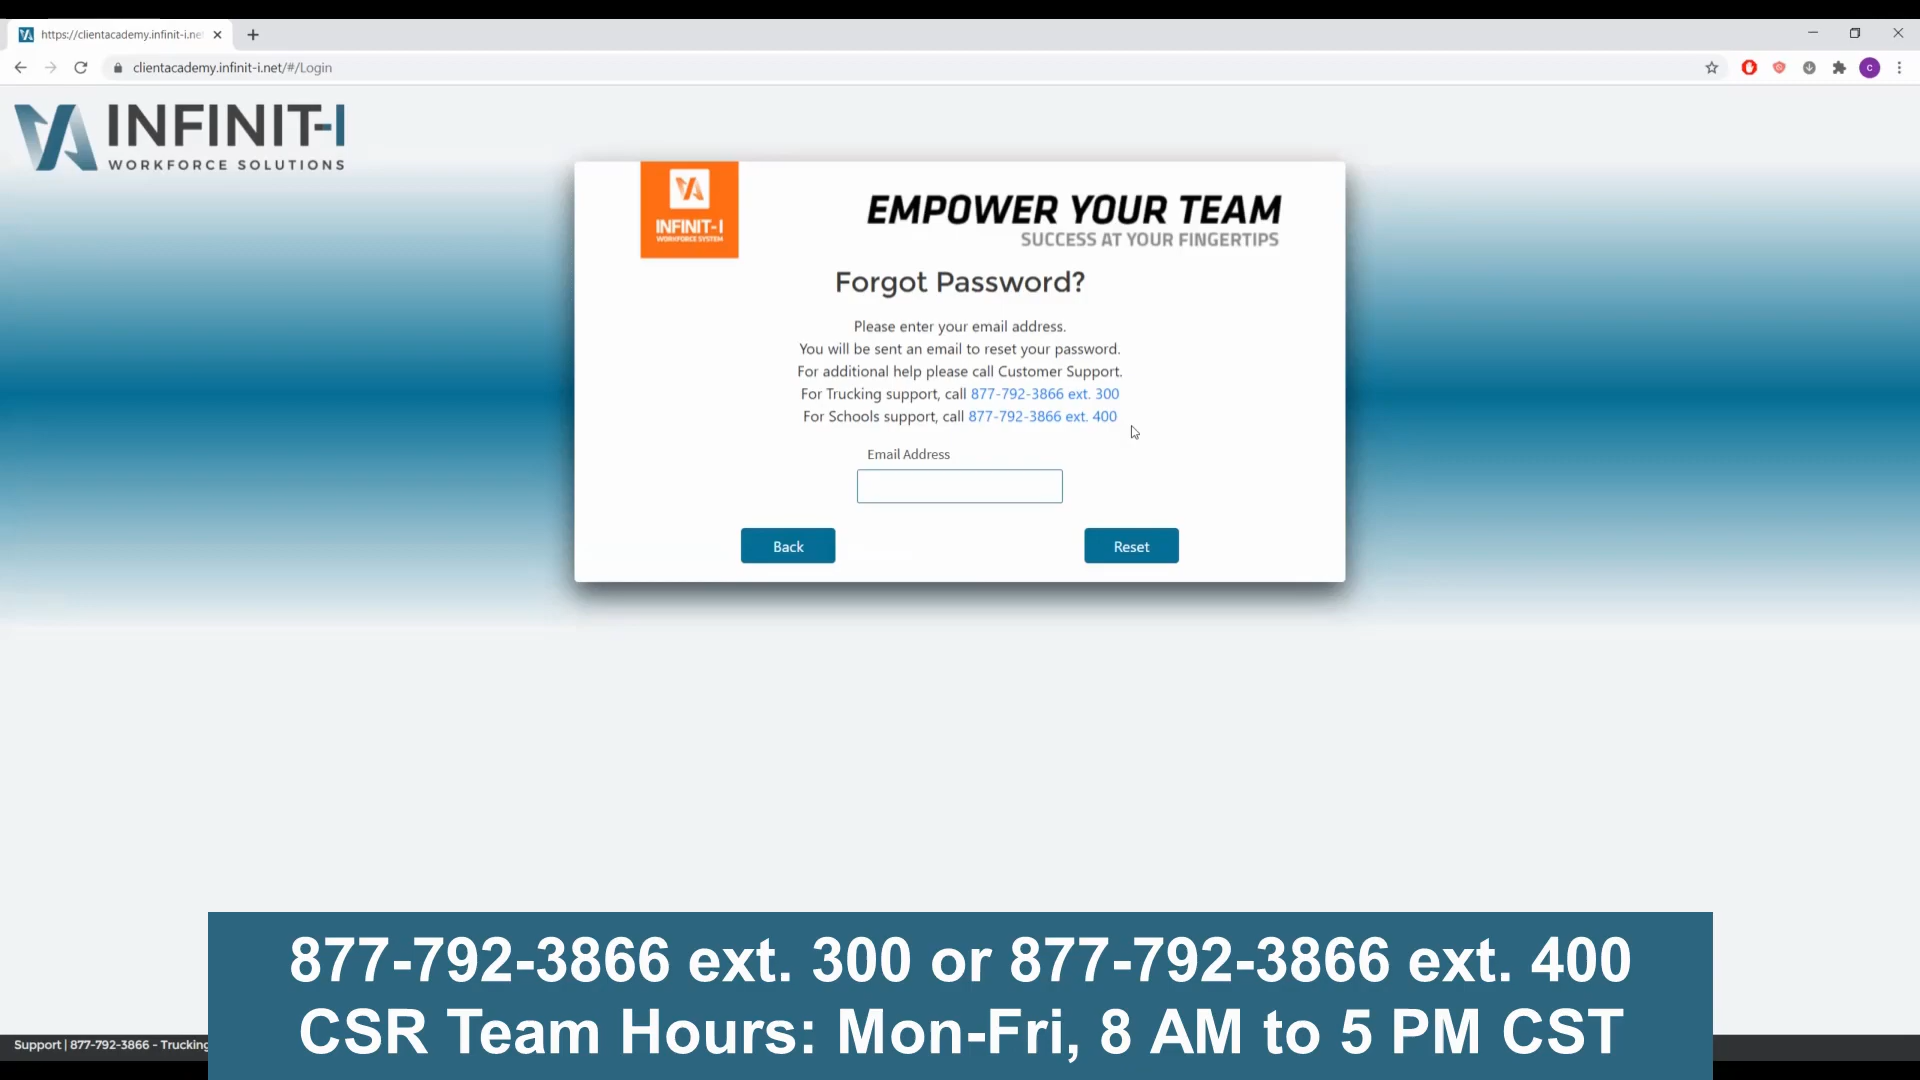 https://clientacademy.infinit-i.ne
clientacademy.infinit-i.net/#/Login
C
INFINIT-I
WORKFORCE SOLUTIONS
INFINIT-I
WORKFORCE SYSTEM
EMPOWER YOUR TEAM
SUCCESS AT YOUR FINGERTIPS
Forgot Password?
Please enter your email address.
You will be sent an email to reset your password.
For additional help please call Customer Support.
For Trucking support, call 877-792-3866 ext. 300
For Schools support, call 877-792-3866 ext. 400
Email Address
Back
Reset
877-792-3866 ext. 300 or 877-792-3866 ext. 400
CSR Team Hours: Mon-Fri, 8 AM to 5 PM CST
Support | 877-792-3866 - Trucking